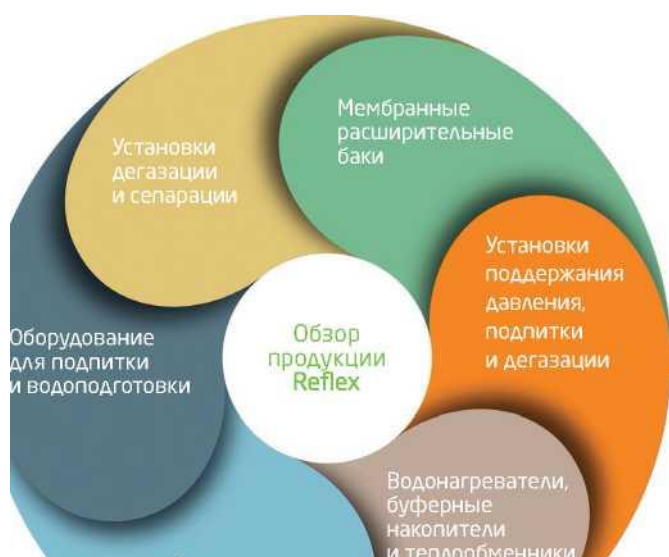 Мембранные
расширительные
баки
Установки
дегазации
и сепарации
Установки
поддержания
давления,
подпитки
и дегазации
Оборудование
для подпитки
и водоподготовки
Обзор
продукции
Reflex
Водонагреватели,
буферные
накопители
и теплообменники